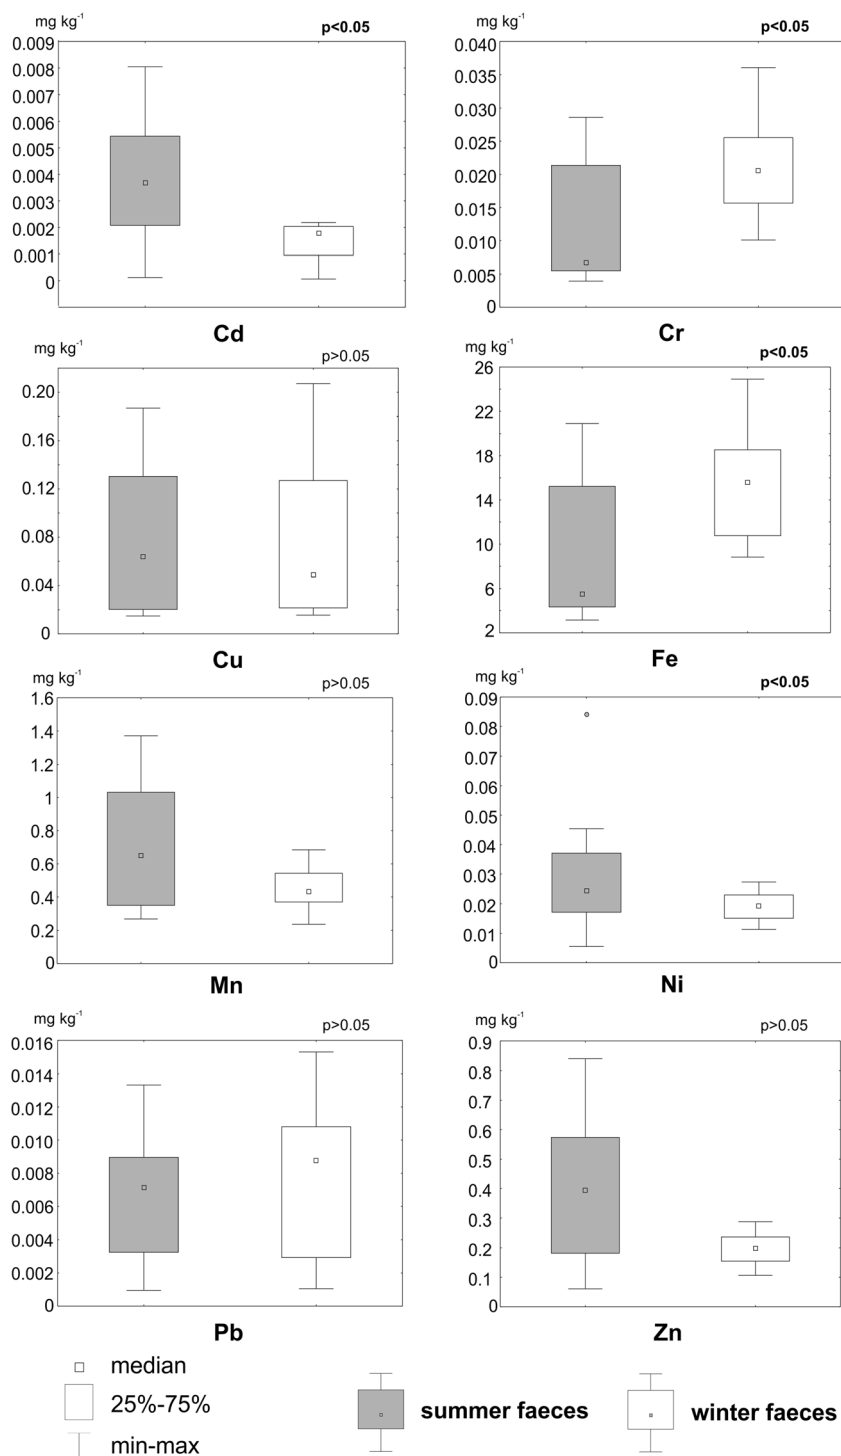 mg kg-1
p<0.05
0.009
0.008
0.007
0.006
0.005
0.004
0.003
0.002
0.001
0
Cd
mg kg-1
p<0.05
0.040
0.035
0.030
0.025
0.020
0.015
0.010
0.005
0
Cr
mg kg-1
p>0.05
0.20
0.16
0.12
0.08
0.04
0
Cu
mg kg-1
p<0.05
26
22
18
14
10
6
2
Fe
mg kg-1
p>0.05
1.6
1.4
1.2
1
0.8
0.6
0.4
0.2
0
Mn
mg kg-1
p<0.05
0.09
0.08
0.07
0.06
0.05
0.04
0.03
0.02
0.01
0
Ni
mg kg-1
p>0.05
0.016
0.014
0.012
0.010
0.008
0.006
0.004
0.002
0
Pb
mg kg-1
p>0.05
0.9
0.8
0.7
0.6
0.5
0.4
0.3
0.2
0.1
0
Zn
median
25%-75%
min-max
summer faeces
winter faeces